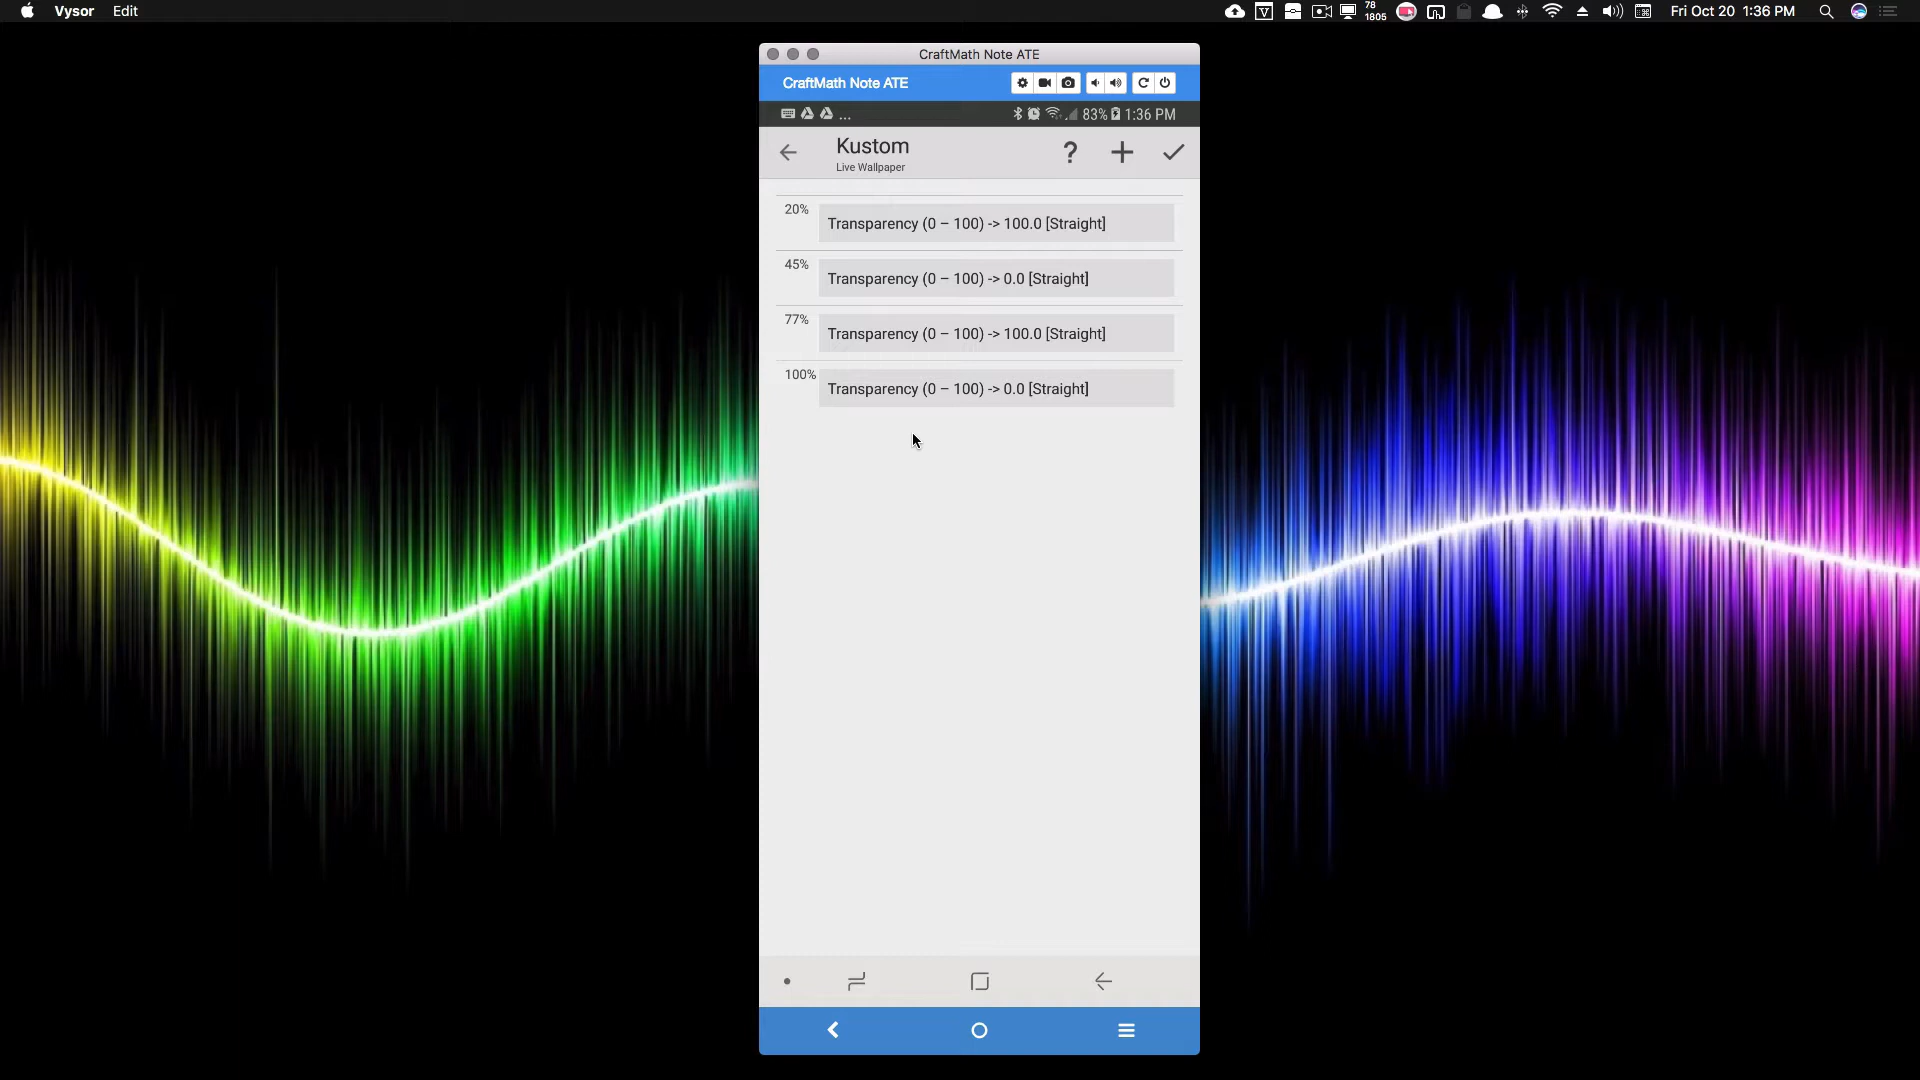 Vysor Edit
78
1805
Fri Oct 20 1:36 PM
CraftMath Note ATE
CraftMath Note ATE
... 83% 1:36 PM
Kustom
Live Wallpaper
?
20%
Transparency (0 – 100) -> 100.0 [Straight]
45%
Transparency (0 – 100) -> 0.0 [Straight]
77%
Transparency (0 – 100) -> 100.0 [Straight]
100%
Transparency (0 – 100) -> 0.0 [Straight]